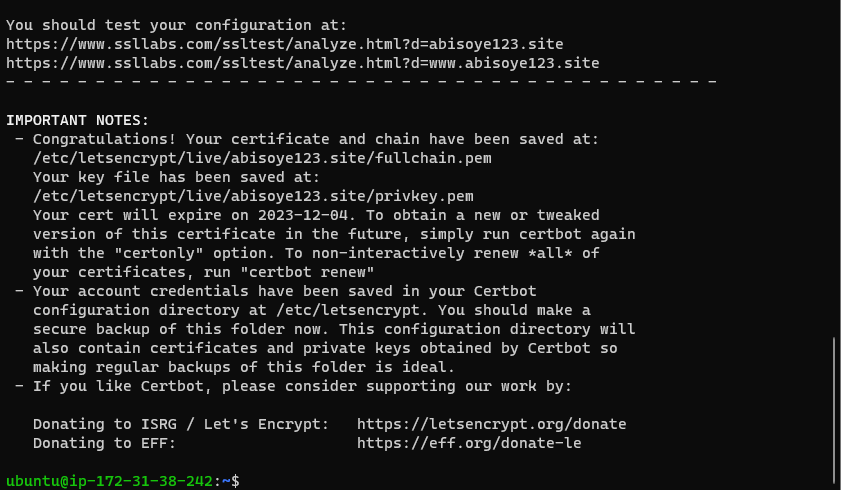 You should test your configuration at:
https://www.ssllabs.com/ssltest/analyze.html?d=abisoye123.site
https://www.ssllabs.com/ssltest/analyze.html?d=www.abisoye123.site
- - - - - - - - - - - - - - - - - - - - - - - - - - - - - - - - - - - - - - - -
IMPORTANT NOTES:
- Congratulations! Your certificate and chain have been saved at:
/etc/letsencrypt/live/abisoye123.site/fullchain.pem
Your key file has been saved at:
/etc/letsencrypt/live/abisoye123.site/privkey.pem
Your cert will expire on 2023-12-04. To obtain a new or tweaked
version of this certificate in the future, simply run certbot again
with the "certonly" option. To non-interactively renew *all* of
your certificates, run "certbot renew"
- Your account credentials have been saved in your Certbot
configuration directory at /etc/letsencrypt. You should make a
secure backup of this folder now. This configuration directory will
also contain certificates and private keys obtained by Certbot so
making regular backups of this folder is ideal.
- If you like Certbot, please consider supporting our work by:
Donating to ISRG / Let's Encrypt:   https://letsencrypt.org/donate
Donating to EFF:                    https://eff.org/donate-le
ubuntu@ip-172-31-38-242:~$